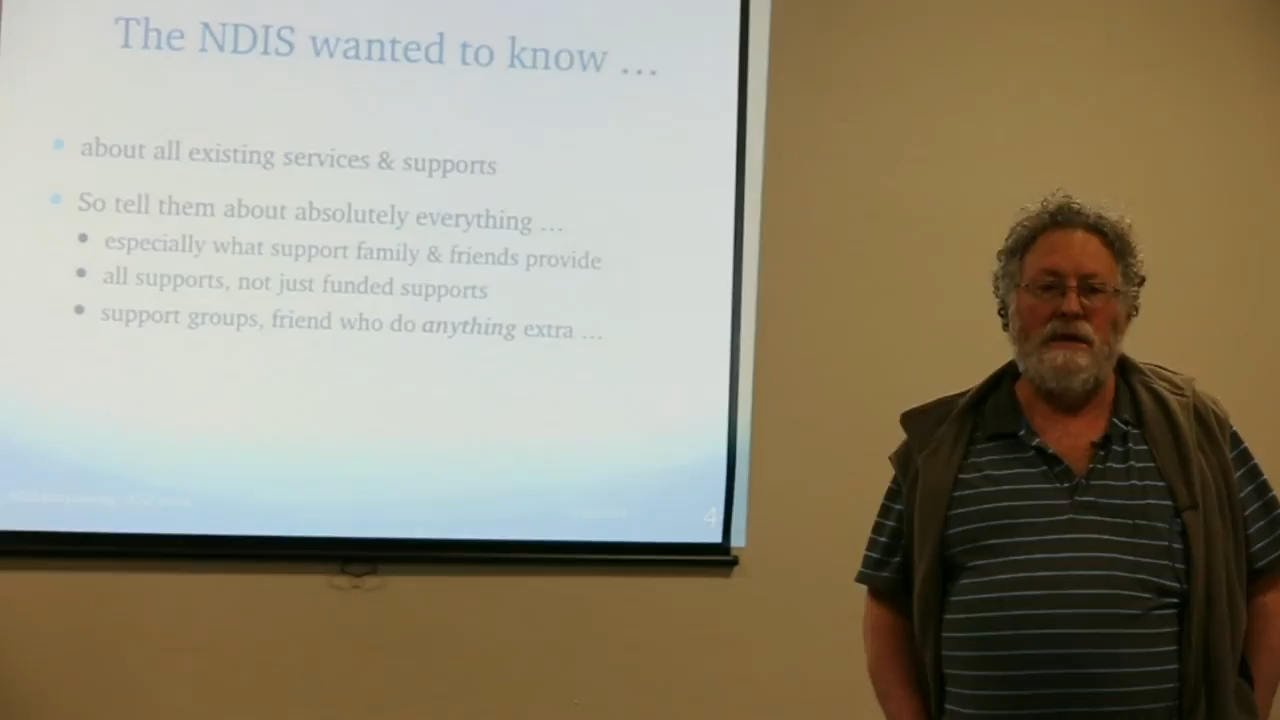 The NDIS wanted to know ...
about all existing services & supports
So tell them about absolutely everything ...
especially what support family & friends provide
all supports, not just funded supports
support groups, friend who do anything extra ...
4